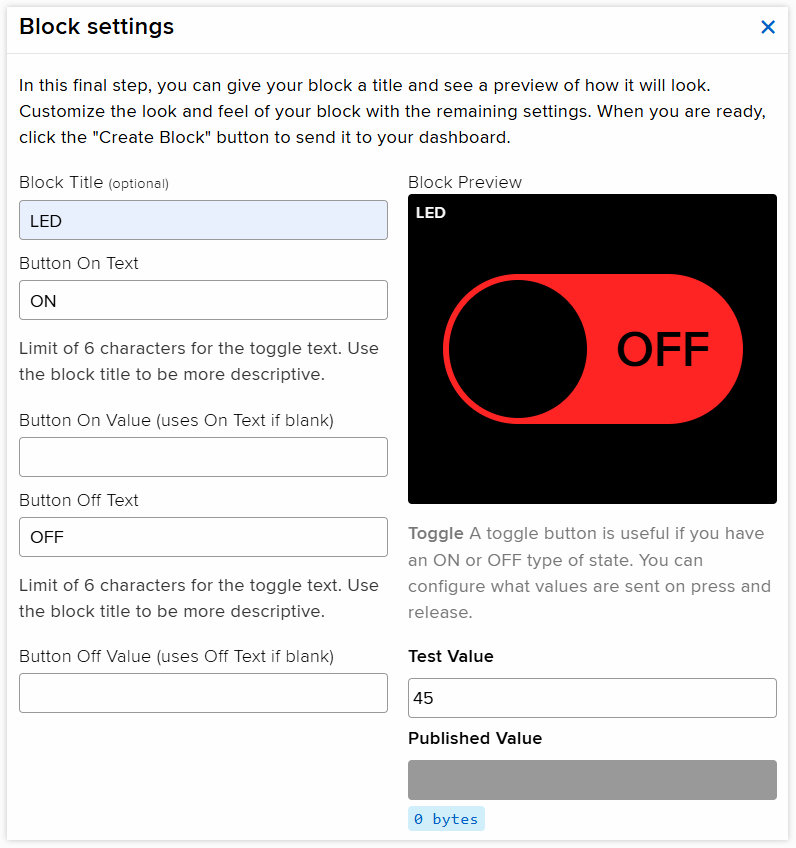 Block settings
In this final step, you can give your block a title and see a preview of how it will look.
Customize the look and feel of your block with the remaining settings. When you are ready,
click the "Create Block" button to send it to your dashboard.
Block Title (optional)
LED
Button On Text
ON
Limit of 6 characters for the toggle text. Use
the block title to be more descriptive.
Button On Value (uses On Text if blank)
Button Off Text
OFF
Limit of 6 characters for the toggle text. Use
the block title to be more descriptive.
Button Off Value (uses Off Text if blank)
Block Preview
LED
OFF
Toggle A toggle button is useful if you have
an ON or OFF type of state. You can
configure what values are sent on press and
release.
Test Value
45
Published Value
0 bytes